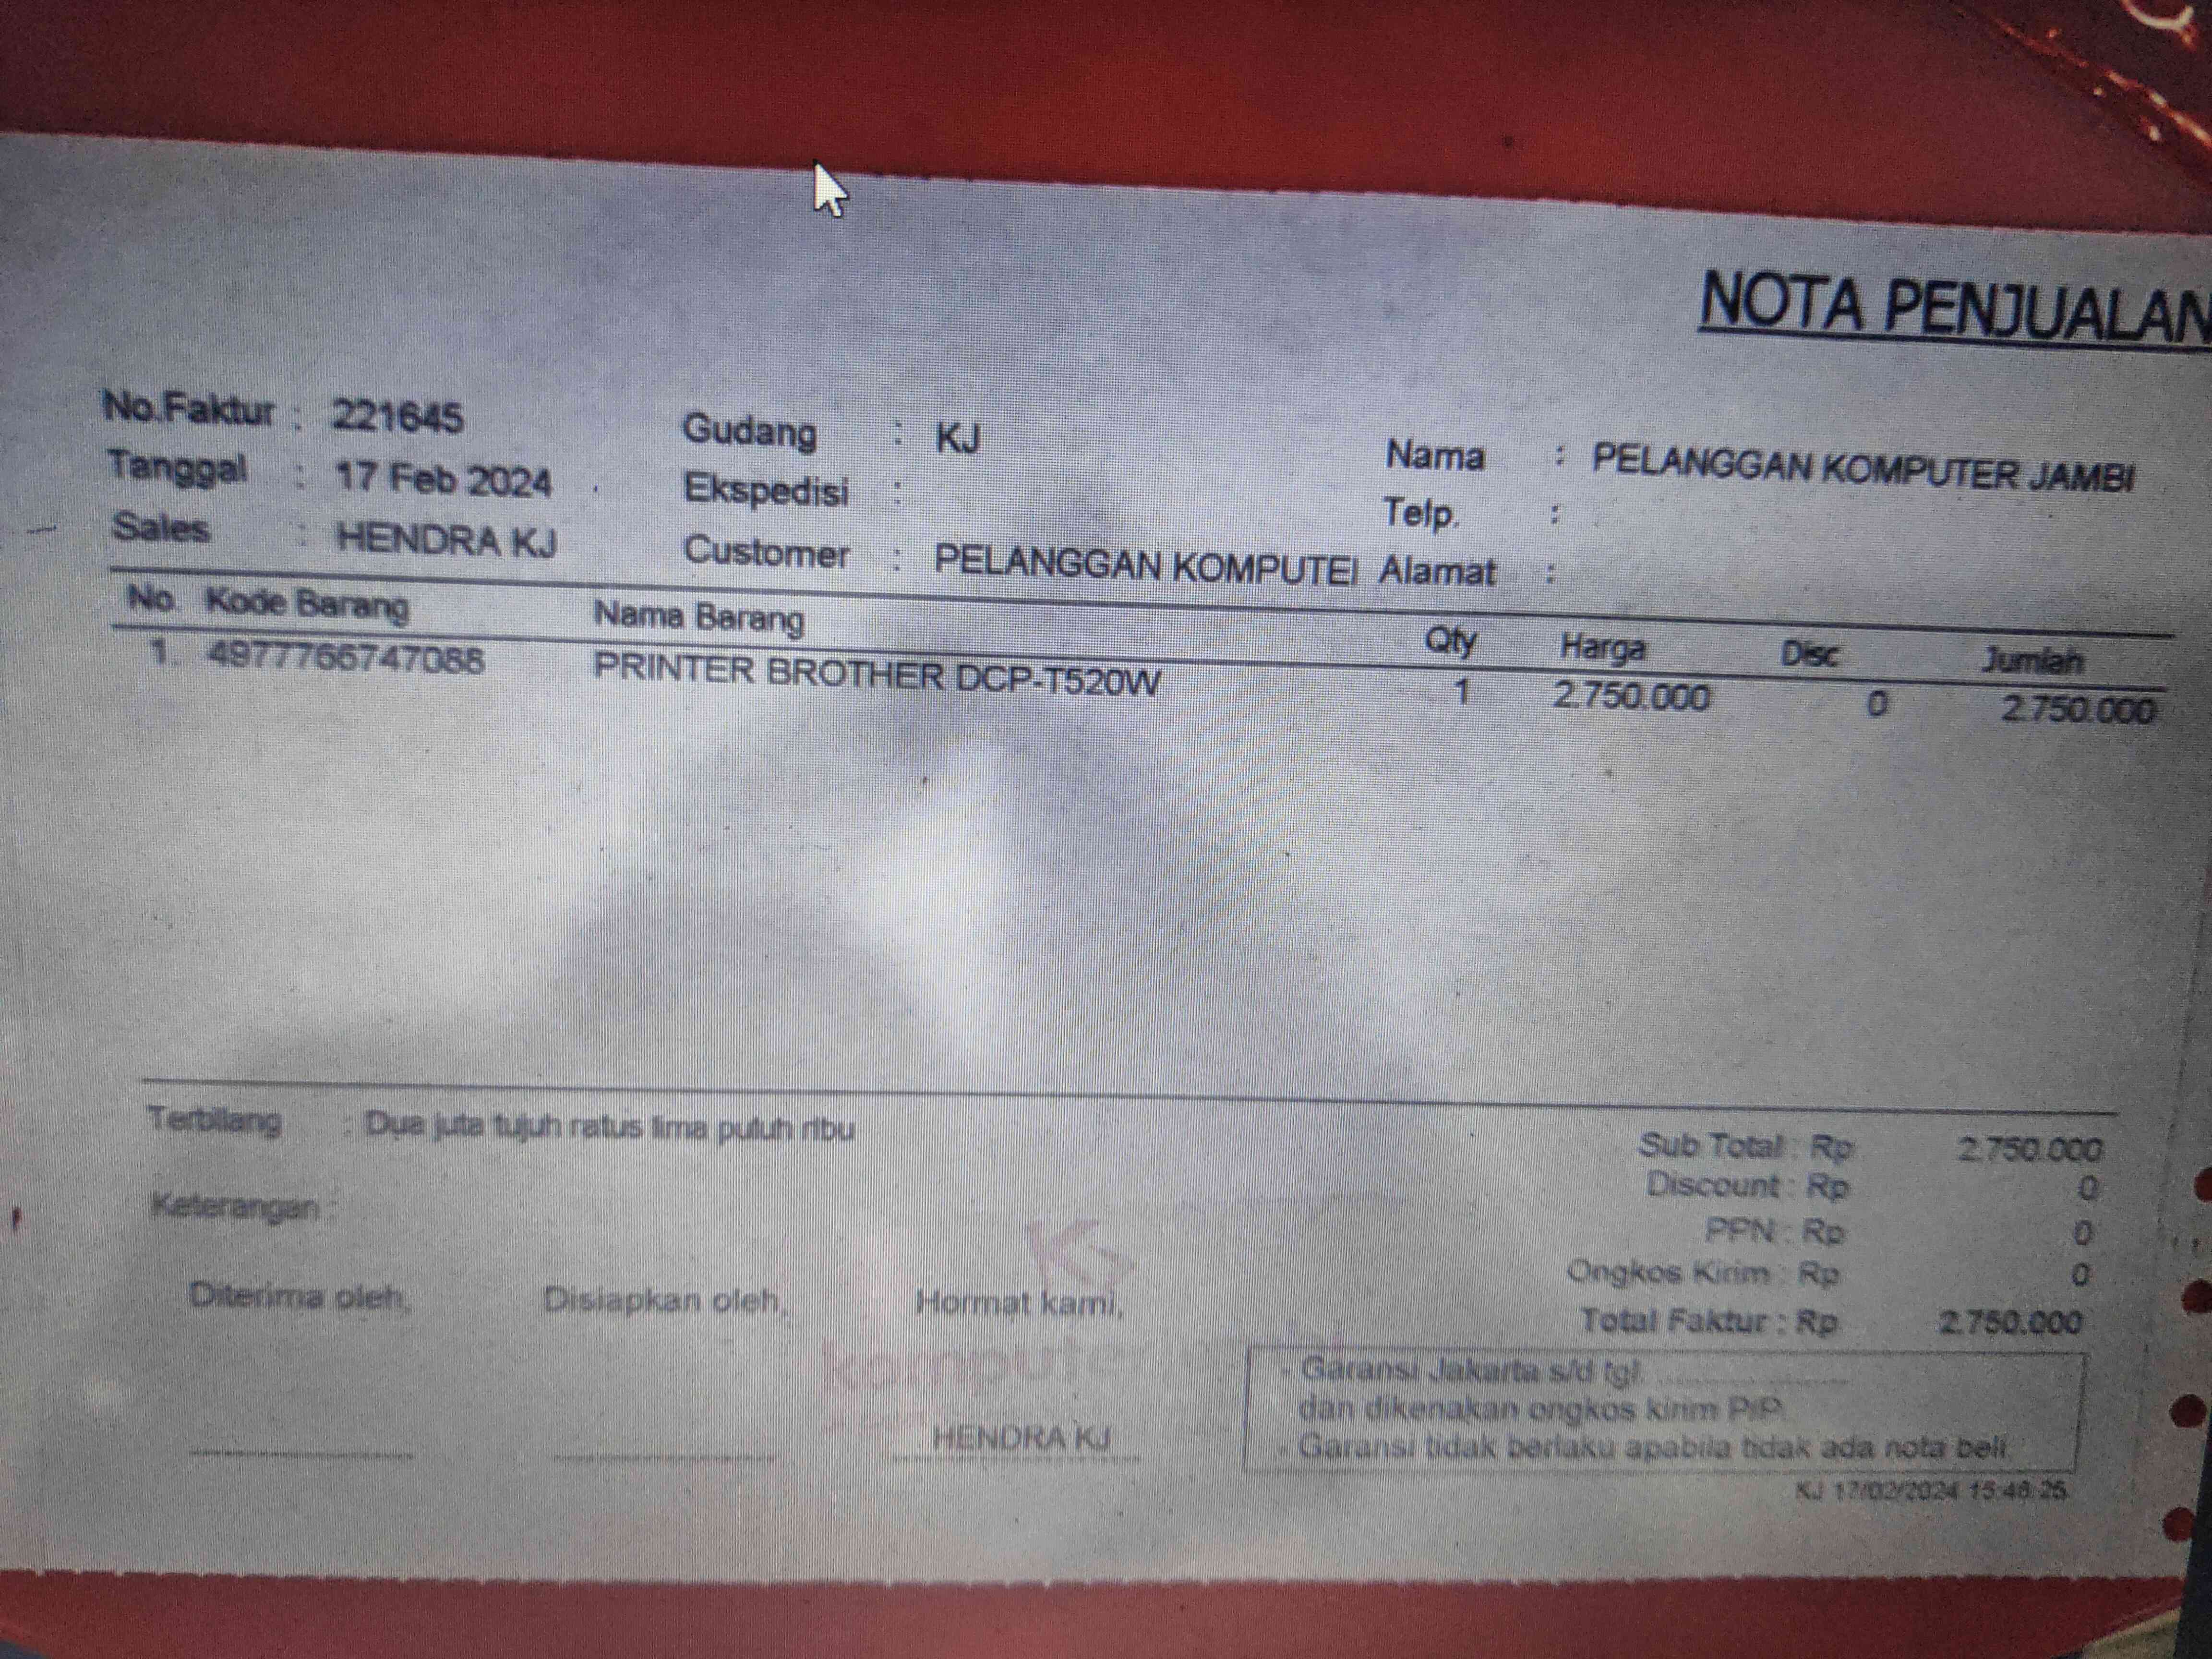 NOTA PENJUALAN
No.Faktur : 221645 Gudang : KJ Nama : PELANGGAN KOMPUTER JAMBI
Tanggal : 17 Feb 2024 Ekspedisi : Telp. :
Sales : HENDRA KJ Customer : PELANGGAN KOMPUTEI Alamat :
No. Kode Barang Nama Barang Qty Harga Disc Jumlah
1. 4977766747088 PRINTER BROTHER DCP-T520W 1 2.750.000 0 2.750.000
Terbilang : Dua juta tujuh ratus lima puluh ribu
Sub Total : Rp 2.750.000
Discount : Rp 0
Keterangan :
PPN : Rp 0
Ongkos Kirim : Rp 0
Total Faktur : Rp 2.750.000
Diterima oleh, Disiapkan oleh, Hormat kami,
KJ
HENDRA KJ
- Garansi Jakarta s/d tgl.
dan dikenakan ongkos kirim P/P.
- Garansi tidak berlaku apabila tidak ada nota beli.
KJ 17/02/2024